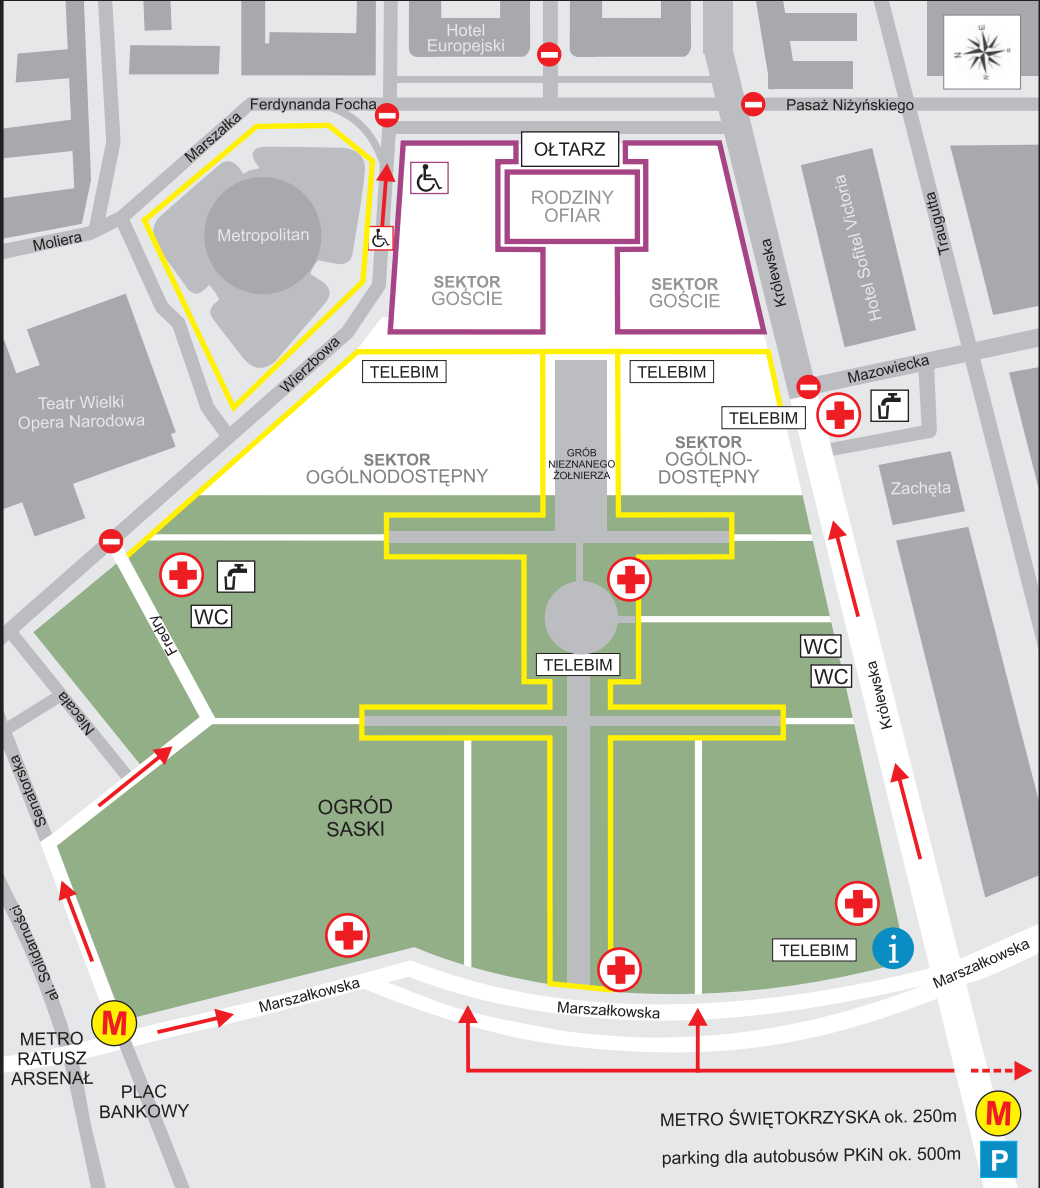 Hotel
Europejski
Ferdynanda Focha
Pasaż Niżyńskiego
Marszałka
OŁTARZ
RODZINY
OFIAR
Moliera
Metropolitan
Hotel Sofitel Victoria
Traugutta
Królewska
SEKTOR
GOŚCIE
SEKTOR
GOŚCIE
Wierzbowa
TELEBIM
TELEBIM
Mazowiecka
Teatr Wielki
Opera Narodowa
TELEBIM
SEKTOR
OGÓLNODOSTĘPNY
GRÓB
NIEZNANEGO
ŻOŁNIERZA
SEKTOR
OGÓLNO-
DOSTĘPNY
Zachęta
WC
Fredry
TELEBIM
WC
WC
Królewska
Niecała
Senatorska
OGRÓD
SASKI
al. Solidarności
TELEBIM
i
Marszałkowska
Marszałkowska
Marszałkowska
M
METRO
RATUSZ
ARSENAŁ
PLAC
BANKOWY
METRO ŚWIĘTOKRZYSKA ok. 250m
M
parking dla autobusów PKiN ok. 500m
P